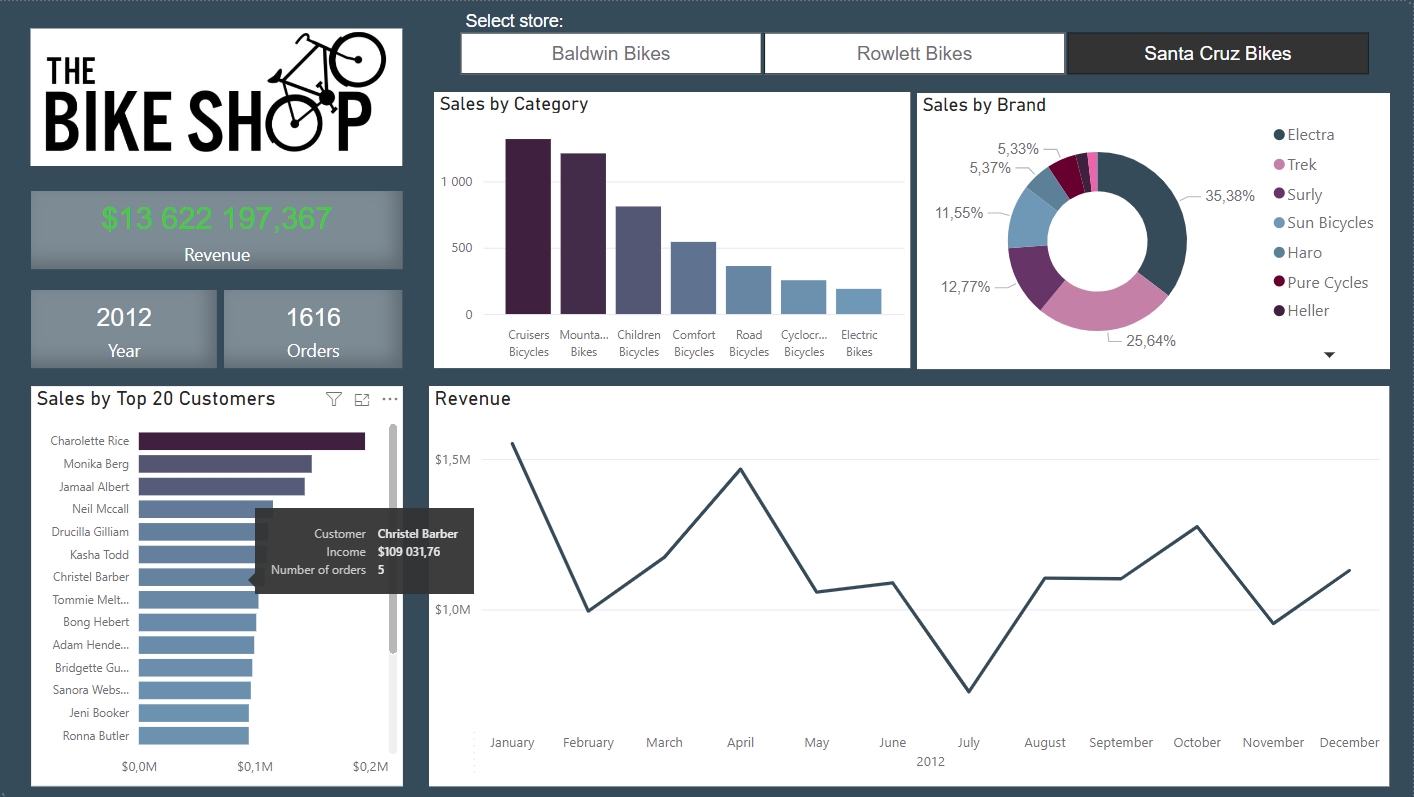 Select store:
THE
BIKE SHOP
Baldwin Bikes
Rowlett Bikes
Santa Cruz Bikes
$13 622 197,367
Revenue
2012
Year
1616
Orders
Sales by Category
1 000
500
0
Cruisers
Bicycles
Mounta...
Bikes
Children
Bicycles
Comfort
Bicycles
Road
Bicycles
Cyclocr...
Bicycles
Electric
Bikes
Sales by Brand
5,33%
5,37%
11,55%
12,77%
35,38%
25,64%
Electra
Trek
Surly
Sun Bicycles
Haro
Pure Cycles
Heller
Sales by Top 20 Customers
Charolette Rice
Monika Berg
Jamaal Albert
Neil Mccall
Drucilla Gilliam
Kasha Todd
Christel Barber
Tommie Melt...
Bong Hebert
Adam Hende...
Bridgette Gu...
Sanora Webs...
Jeni Booker
Ronna Butler
$0,0M
$0,1M
$0,2M
Customer Christel Barber
Income $109 031,76
Number of orders 5
Revenue
$1,5M
$1,0M
January
February
March
April
May
June
July
August
September
October
November
December
2012